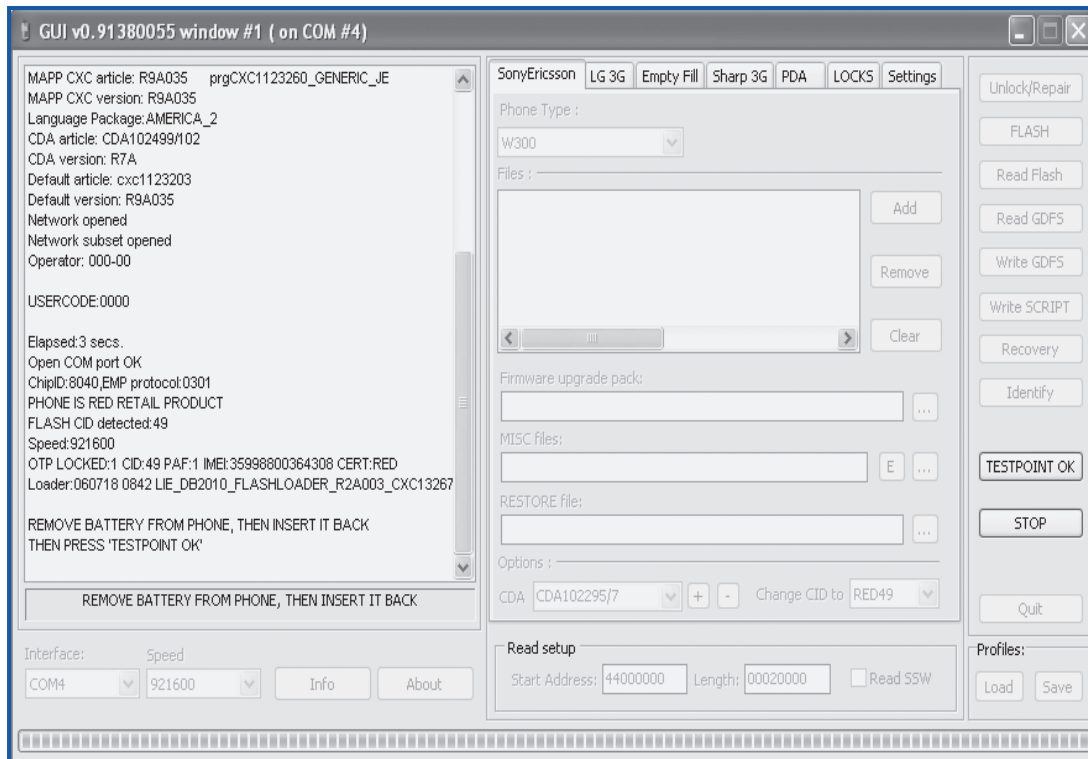 GUI v0.91380055 window #1 ( on COM #4)
MAPP CXC article: R9A035 prgCXC1123260_GENERIC_JE
MAPP CXC version: R9A035
Language Package:AMERICA_2
CDA article: CDA102499/102
CDA version: R7A
Default article: cxc1123203
Default version: R9A035
Network opened
Network subset opened
Operator: 000-00
USERCODE:0000
Elapsed:3 secs.
Open COM port OK
ChipID:8040,EMP protocol:0301
PHONE IS RED RETAIL PRODUCT
FLASH CID detected:49
Speed:921600
OTP LOCKED:1 CID:49 PAF:1 IMEI:35998800364308 CERT:RED
Loader:060718 0842 LIE_DB2010_FLASHLOADER_R2A003_CXC13267
REMOVE BATTERY FROM PHONE, THEN INSERT IT BACK
THEN PRESS 'TESTPOINT OK'
REMOVE BATTERY FROM PHONE, THEN INSERT IT BACK
Interface: Speed
COM4 921600 Info About
SonyEricsson LG 3G Empty Fill Sharp 3G PDA LOCKS Settings
Phone Type :
W300
Files :
Add
Remove
Clear
Firmware upgrade pack:
...
MISC files:
E ...
RESTORE file:
...
Options :
CDA CDA102295/7 + - Change CID to RED49
Read setup
Start Address: 44000000 Length: 00020000 Read SSW
Unlock/Repair
FLASH
Read Flash
Read GDFS
Write GDFS
Write SCRIPT
Recovery
Identify
TESTPOINT OK
STOP
Quit
Profiles:
Load Save